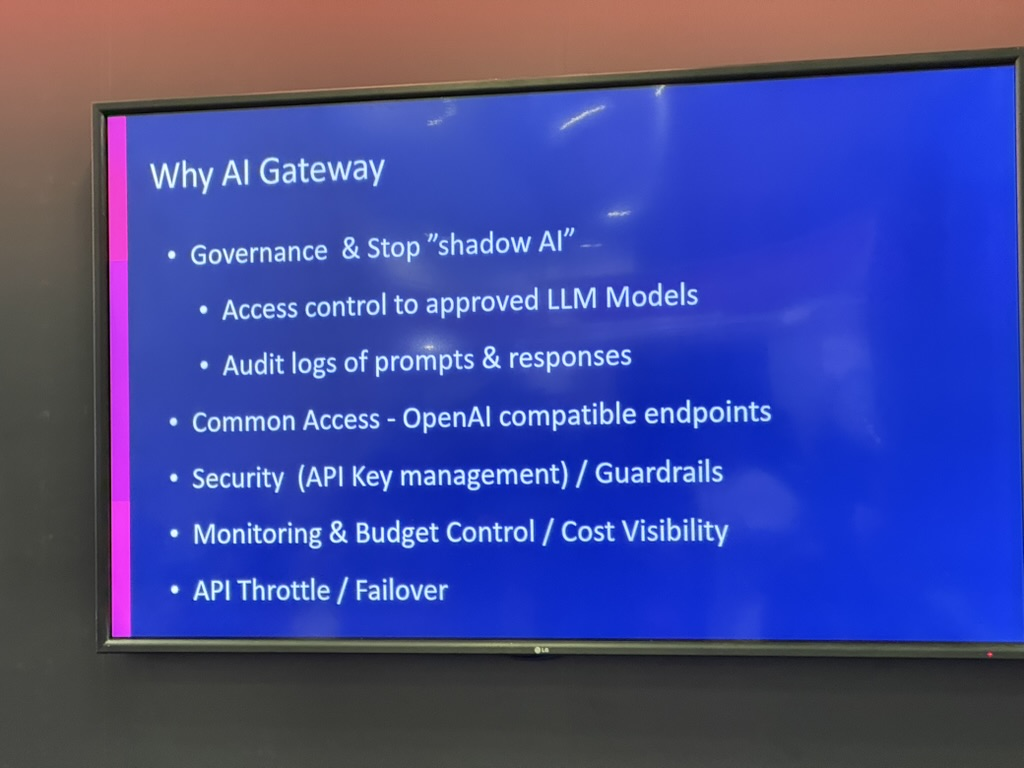 Why AI Gateway
• Governance & Stop ”shadow AI”
• Access control to approved LLM Models
• Audit logs of prompts & responses
• Common Access - OpenAI compatible endpoints
• Security (API Key management) / Guardrails
• Monitoring & Budget Control / Cost Visibility
• API Throttle / Failover
LG